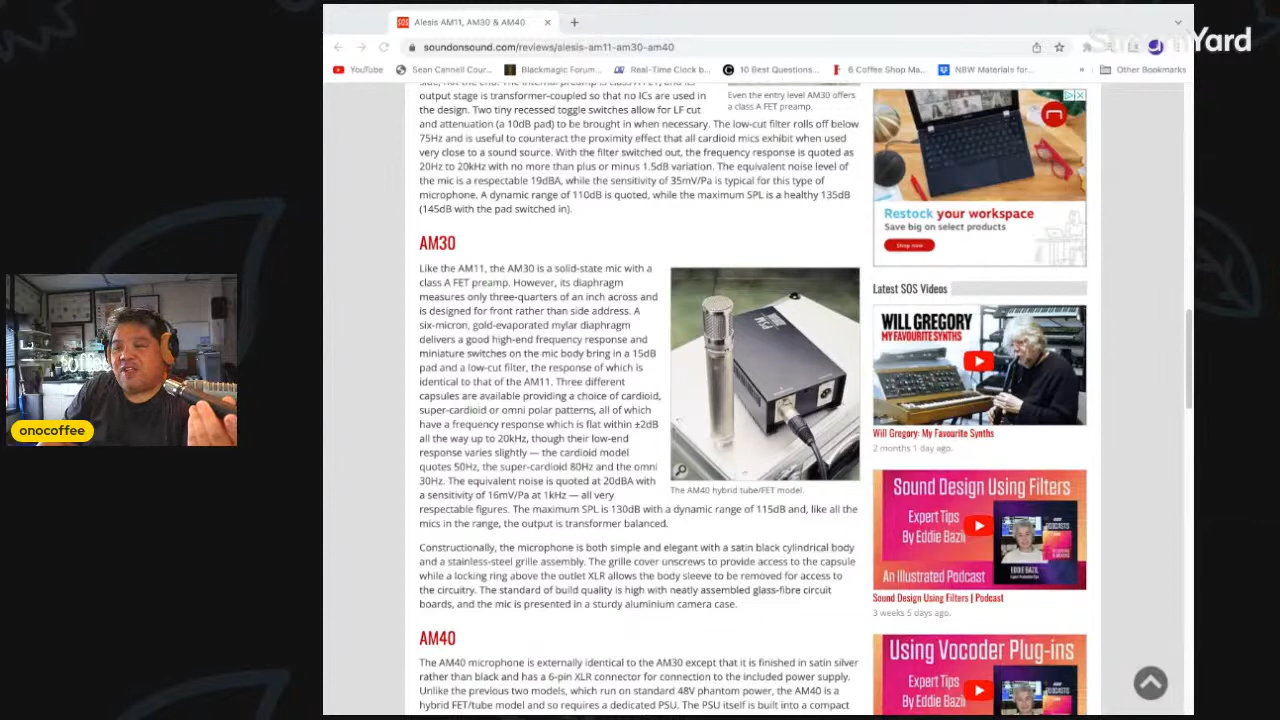 Alesis AM11, AM30 & AM40
StreamYard
soundonsound.com/reviews/alesis-am11-am30-am40
YouTube
Sean Cannell Cour...
Blackmagic Forum...
Real-Time Clock b...
10 Best Questions...
6 Coffee Shop Ma...
NBW Materials for...
»
Other Bookmarks
output stage is transformer-coupled so that no ICs are used in
the design. Two tiny recessed toggle switches allow for LF cut
and attenuation (a 10dB pad) to be brought in when necessary. The low-cut filter rolls off below
75Hz and is useful to counteract the proximity effect that all cardioid mics exhibit when used
very close to a sound source. With the filter switched out, the frequency response is quoted as
20Hz to 20kHz with no more than plus or minus 1.5dB variation. The equivalent noise level of
the mic is a respectable 19dBA, while the sensitivity of 35mV/Pa is typical for this type of
microphone. A dynamic range of 110dB is quoted, while the maximum SPL is a healthy 135dB
(145dB with the pad switched in).
Even the entry level AM30 offers
a class A FET preamp.
AM30
Like the AM11, the AM30 is a solid-state mic with a
class A FET preamp. However, its diaphragm
measures only three-quarters of an inch across and
is designed for front rather than side address. A
six-micron, gold-evaporated mylar diaphragm
delivers a good high-end frequency response and
miniature switches on the mic body bring in a 15dB
pad and a low-cut filter, the response of which is
identical to that of the AM11. Three different
capsules are available providing a choice of cardioid,
super-cardioid or omni polar patterns, all of which
have a frequency response which is flat within ±2dB
all the way up to 20kHz, though their low-end
response varies slightly — the cardioid model
quotes 50Hz, the super-cardioid 80Hz and the omni
30Hz. The equivalent noise is quoted at 20dBA with
a sensitivity of 16mV/Pa at 1kHz — all very
respectable figures. The maximum SPL is 130dB with a dynamic range of 115dB and, like all the
mics in the range, the output is transformer balanced.
The AM40 hybrid tube/FET model.
Constructionally, the microphone is both simple and elegant with a satin black cylindrical body
and a stainless-steel grille assembly. The grille cover unscrews to provide access to the capsule
while a locking ring above the outlet XLR allows the body sleeve to be removed for access to
the circuitry. The standard of build quality is high with neatly assembled glass-fibre circuit
boards, and the mic is presented in a sturdy aluminium camera case.
AM40
The AM40 microphone is externally identical to the AM30 except that it is finished in satin silver
rather than black and has a 6-pin XLR connector for connection to the included power supply.
Unlike the previous two models, which run on standard 48V phantom power, the AM40 is a
hybrid FET/tube model and so requires a dedicated PSU. The PSU itself is built into a compact
Restock your workspace
Save big on select products
Shop now
Latest SOS Videos
WILL GREGORY
MY FAVOURITE SYNTHS
Will Gregory: My Favourite Synths
2 months 1 day ago.
Sound Design Using Filters
Expert Tips
By Eddie Bazil
EDDIE BAZIL
An Illustrated Podcast
Sound Design Using Filters | Podcast
3 weeks 5 days ago.
Using Vocoder Plug-ins
Expert Tips
By Eddie Bazil
onocoffee